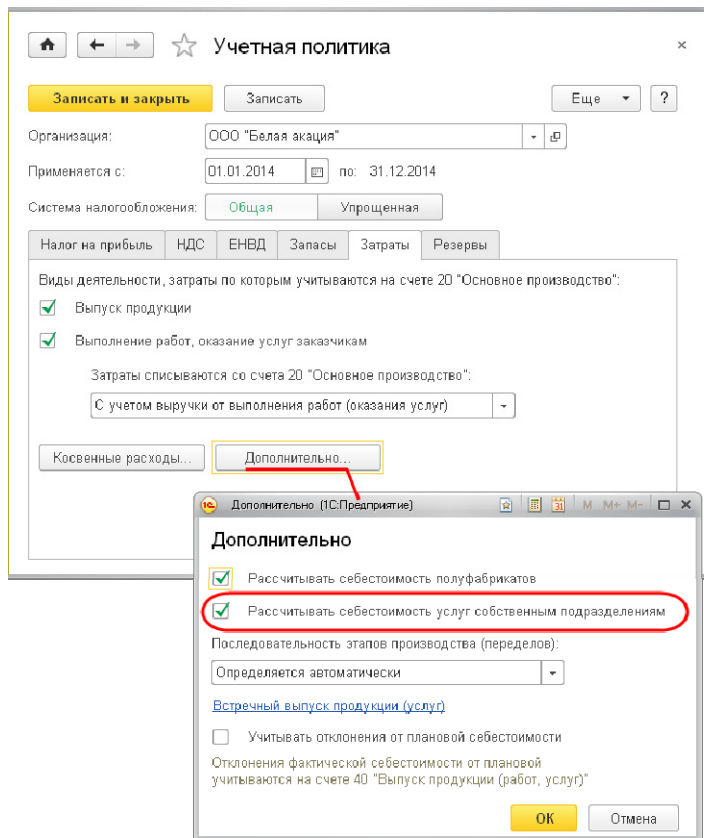 Учетная политика
×
Записать и закрыть
Записать
Еще
?
Организация:
ООО "Белая акация"
Применяется с:
01.01.2014
по: 31.12.2014
Система налогообложения:
Общая
Упрощенная
Налог на прибыль
НДС
ЕНВД
Запасы
Затраты
Резервы
Виды деятельности, затраты по которым учитываются на счете 20 "Основное производство":
Выпуск продукции
Выполнение работ, оказание услуг заказчикам
Затраты списываются со счета 20 "Основное производство":
С учетом выручки от выполнения работ (оказания услуг)
Косвенные расходы...
Дополнительно...
1С Дополнительно (1С:Предприятие)
31
M M+ M-
Дополнительно
Рассчитывать себестоимость полуфабрикатов
Рассчитывать себестоимость услуг собственным подразделениям
Последовательность этапов производства (переделов):
Определяется автоматически
Встречный выпуск продукции (услуг)
Учитывать отклонения от плановой себестоимости
Отклонения фактической себестоимости от плановой
учитываются на счете 40 "Выпуск продукции (работ, услуг)"
ОК
Отмена